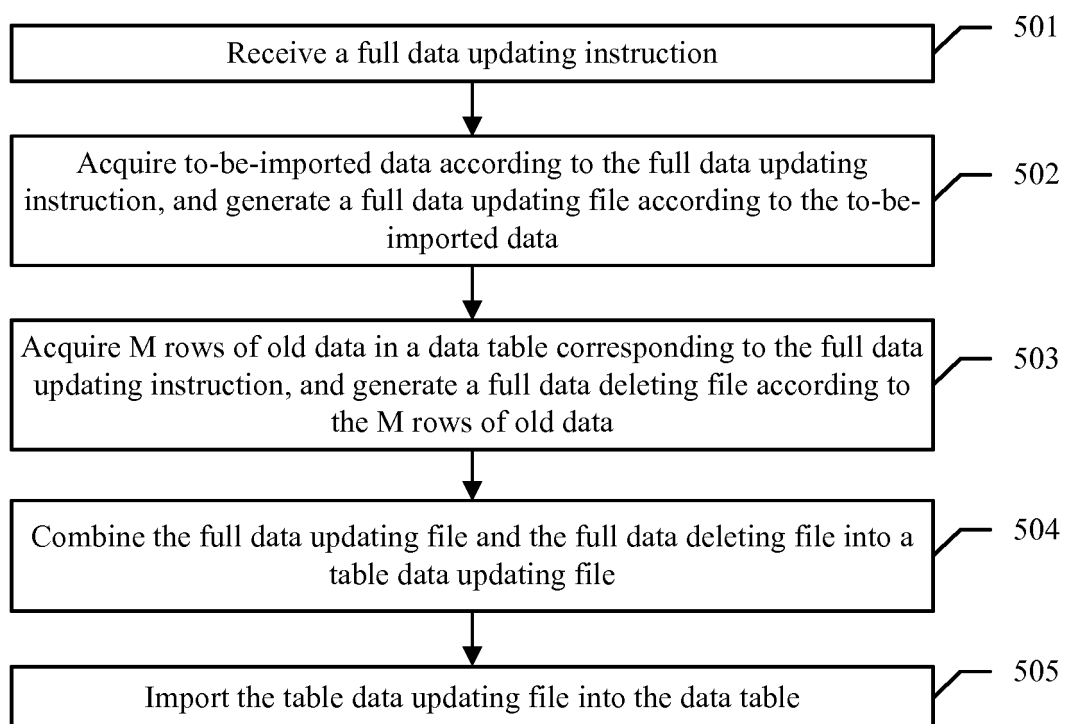 Receive a full data updating instruction
501
Acquire to-be-imported data according to the full data updating
instruction, and generate a full data updating file according to the to-be-
imported data
502
Acquire M rows of old data in a data table corresponding to the full data
updating instruction, and generate a full data deleting file according to
the M rows of old data
503
Combine the full data updating file and the full data deleting file into a
table data updating file
504
Import the table data updating file into the data table
505